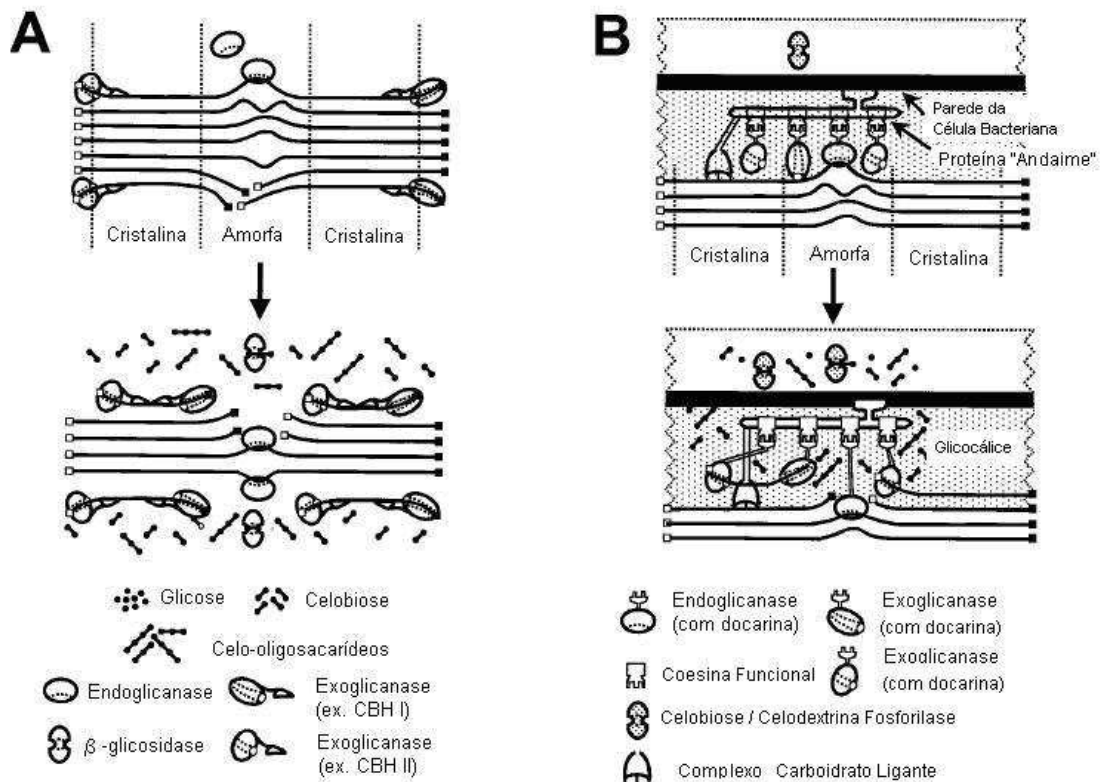 A
Cristalina Amorfa Cristalina
Glicose Celobiose
Celo-oligosacarídeos
Endoglicanase Exoglicanase
(ex. CBH I)
β-glicosidase Exoglicanase
(ex. CBH II)
B
Parede da
Célula Bacteriana
Proteína "Andaime"
Cristalina Amorfa Cristalina
Glicocálice
Endoglicanase Exoglicanase
(com docarina) (com docarina)
Coesina Funcional Exoglicanase
(com docarina)
Celobiose / Celodextrina Fosforilase
Complexo Carboidrato Ligante